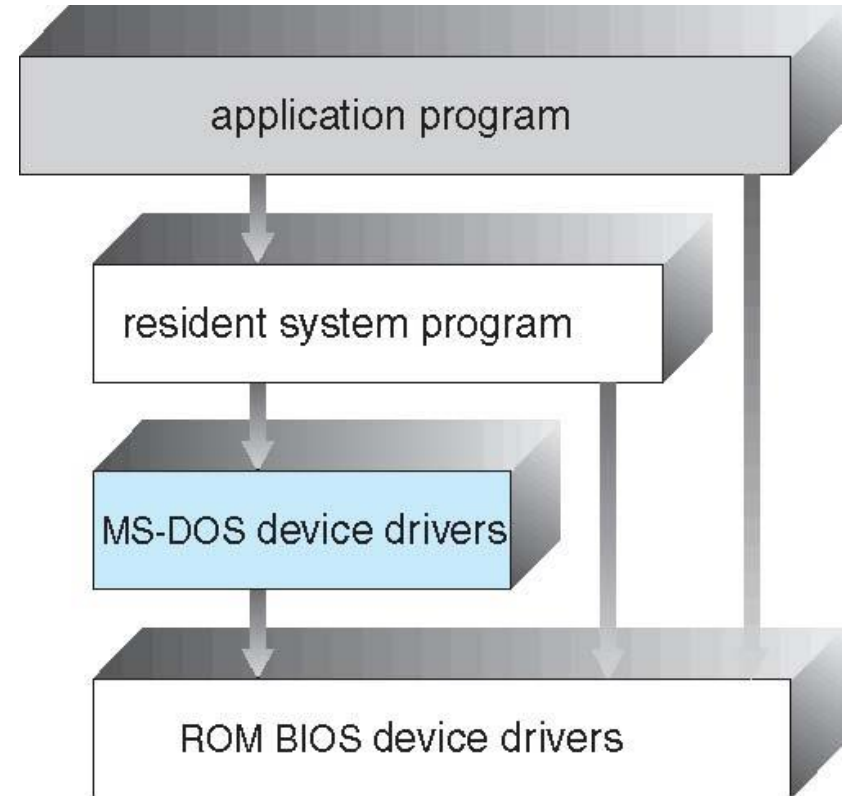 application program
resident system program
MS-DOS device drivers
ROM BIOS device drivers